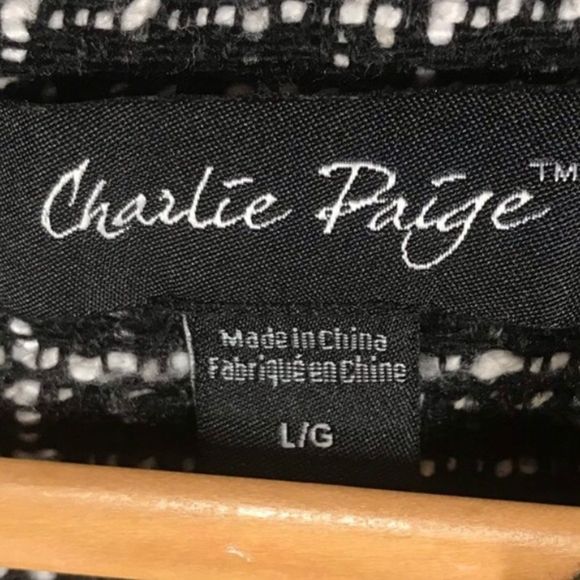 Charlie Paige™
Made in China
Fabriqué en Chine
L/G